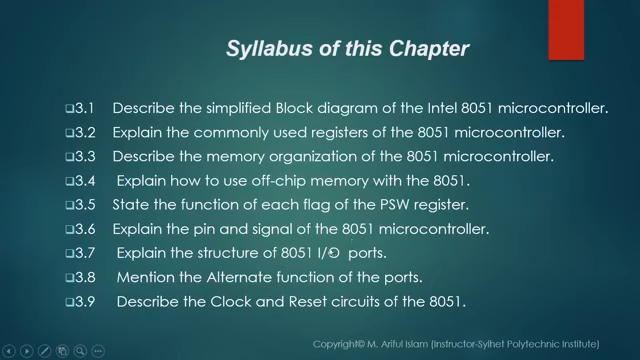 Syllabus of this Chapter
3.1 Describe the simplified Block diagram of the Intel 8051 microcontroller.
3.2 Explain the commonly used registers of the 8051 microcontroller.
3.3 Describe the memory organization of the 8051 microcontroller.
3.4 Explain how to use off-chip memory with the 8051.
3.5 State the function of each flag of the PSW register.
3.6 Explain the pin and signal of the 8051 microcontroller.
3.7 Explain the structure of 8051 I/O ports.
3.8 Mention the Alternate function of the ports.
3.9 Describe the Clock and Reset circuits of the 8051.
Copyright© M. Ariful Islam (Instructor-Sylhet Polytechnic Institute)